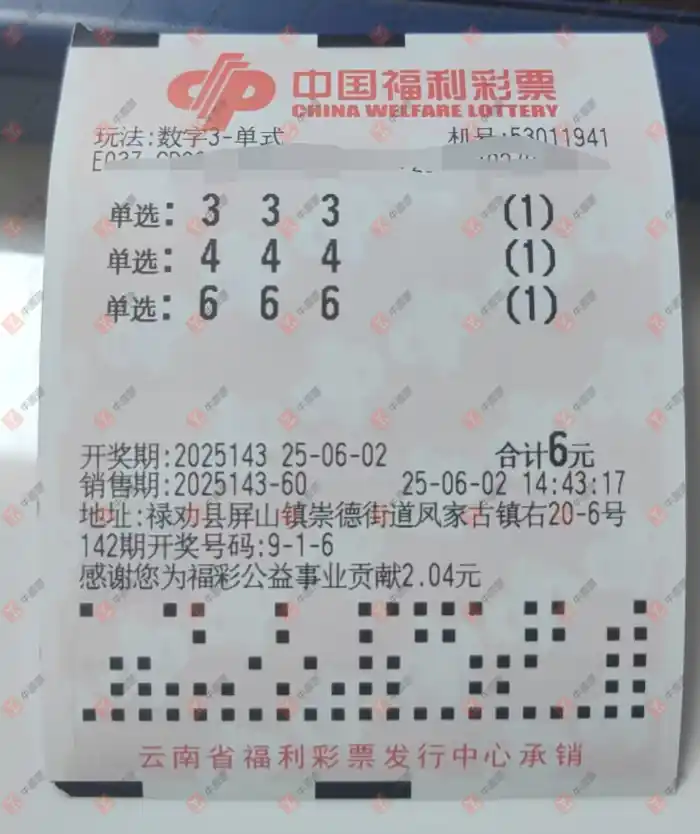 中国福利彩票
CHINA WELFARE LOTTERY
玩法:数字3-单式 机号:53011941
单选: 3 3 3 (1)
单选: 4 4 4 (1)
单选: 6 6 6 (1)
开奖期:2025143 25-06-02 合计6元
销售期:2025143-60 25-06-02 14:43:17
地址:禄劝县屏山镇崇德街道凤家古镇右20-6号
142期开奖号码:9-1-6
感谢您为福彩公益事业贡献2.04元
云南省福利彩票发行中心承销